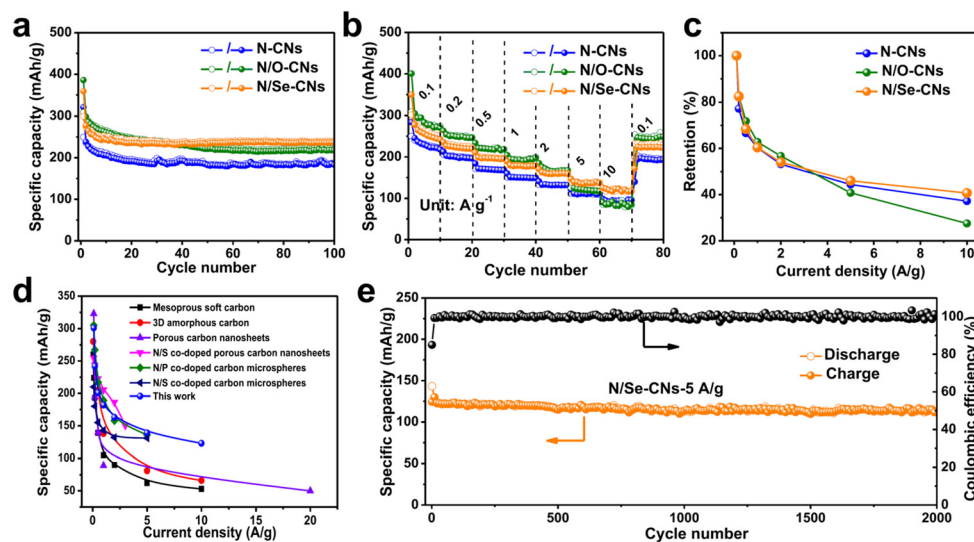 a
500
400
300
200
100
0
Specific capacity (mAh/g)
/ N-CNs
/ N/O-CNs
/ N/Se-CNs
0 20 40 60 80 100
Cycle number
b
500
400
300
200
100
0
Specific capacity (mAh/g)
/ N-CNs
/ N/O-CNs
/ N/Se-CNs
0.1 0.2 0.5 1 2 5 10 0.1
Unit: A g⁻¹
0 20 40 60 80
Cycle number
c
100
80
60
40
20
Retention (%)
N-CNs
N/O-CNs
N/Se-CNs
0 2 4 6 8 10
Current density (A/g)
d
350
300
250
200
150
100
50
Specific capacity (mAh/g)
Mesoprous soft carbon
3D amorphous carbon
Porous carbon nanosheets
N/S co-doped porous carbon nanosheets
N/P co-doped carbon microspheres
N/S co-doped carbon microspheres
This work
0 5 10 15 20
Current density (A/g)
e
225
200
175
150
125
100
75
50
25
0
Specific capacity (mAh/g)
Discharge
Charge
N/Se-CNs-5 A/g
100
80
60
40
20
0
Coulombic efficiency (%)
0 500 1000 1500 2000
Cycle number